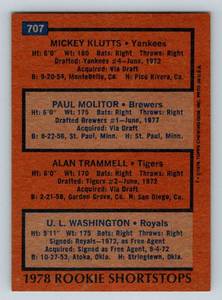 707
MICKEY KLUTTS • Yankees
Ht: 6'0" Wt: 180 Bats: Right Throws: Right
Drafted: Yankees #4-June, 1972
Acquired: Via Draft
B: 9-20-54, Montebello, CA H: Pico Rivera, Ca.
PAUL MOLITOR • Brewers
Ht: 6'0" Wt: 175 Bats: Right Throws: Right
Drafted: Brewers #1-June, 1977
Acquired: Via Draft
B: 8-22-56, St. Paul, Minn. H: St. Paul, Minn.
ALAN TRAMMELL • Tigers
Ht: 6'0" Wt: 170 Bats: Right Throws: Right
Drafted: Tigers #2-June, 1976
Acquired: Via Draft
B: 2-21-58, Garden Grove, Ca. H: San Diego, Ca.
U. L. WASHINGTON • Royals
Ht: 5'11" Wt: 175 Bats: Both Throws: Right
Signed: Royals-1972, as Free Agent
Acquired: Signed as Free Agent, 9-4-72
B: 10-27-53, Atoka, Okla. H: Stringtown, Okla.
1978 ROOKIE SHORTSTOPS